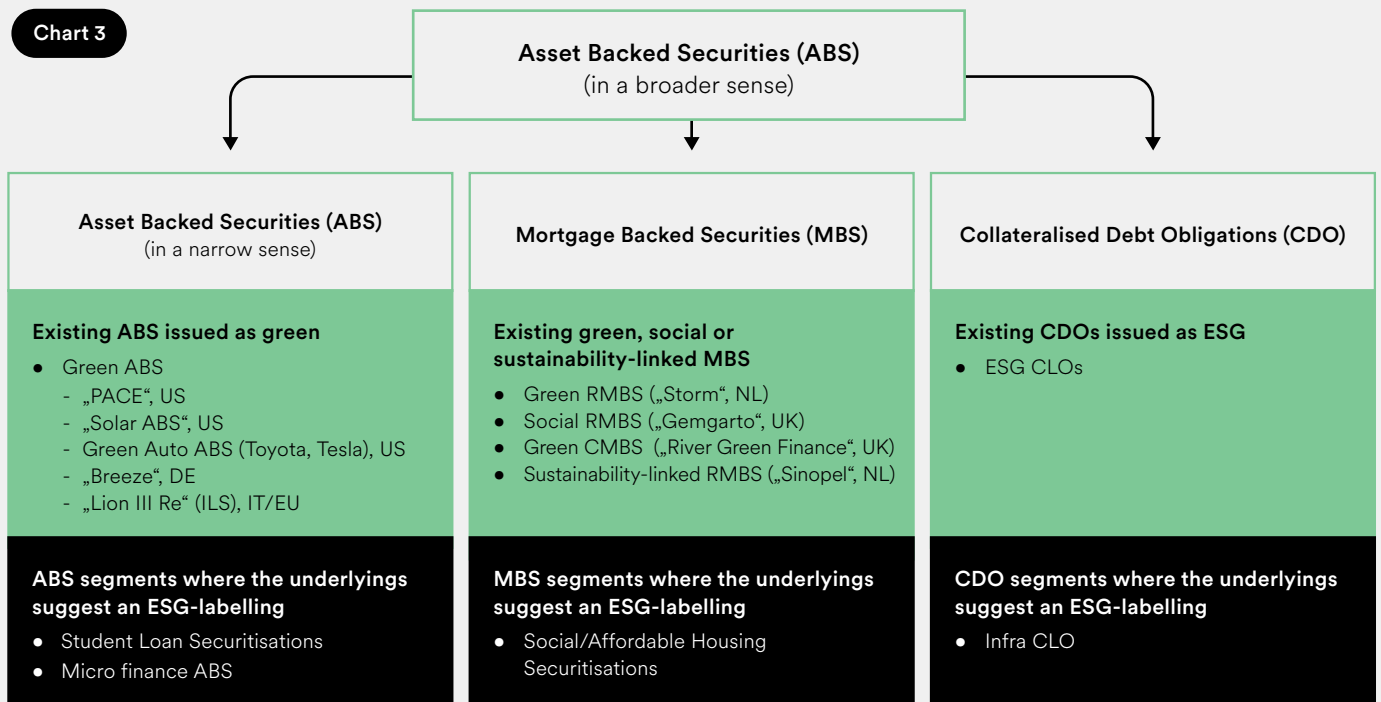 Chart 3
Asset Backed Securities (ABS)
(in a broader sense)
Asset Backed Securities (ABS)
(in a narrow sense)
Existing ABS issued as green
● Green ABS
- „PACE“, US
- „Solar ABS“, US
- Green Auto ABS (Toyota, Tesla), US
- „Breeze“, DE
- „Lion III Re“ (ILS), IT/EU
ABS segments where the underlyings
suggest an ESG-labelling
● Student Loan Securitisations
● Micro finance ABS
Mortgage Backed Securities (MBS)
Existing green, social or
sustainability-linked MBS
● Green RMBS („Storm“, NL)
● Social RMBS („Gemgarto“, UK)
● Green CMBS („River Green Finance“, UK)
● Sustainability-linked RMBS („Sinopel“, NL)
MBS segments where the underlyings
suggest an ESG-labelling
● Social/Affordable Housing
Securitisations
Collateralised Debt Obligations (CDO)
Existing CDOs issued as ESG
● ESG CLOs
CDO segments where the underlyings
suggest an ESG-labelling
● Infra CLO